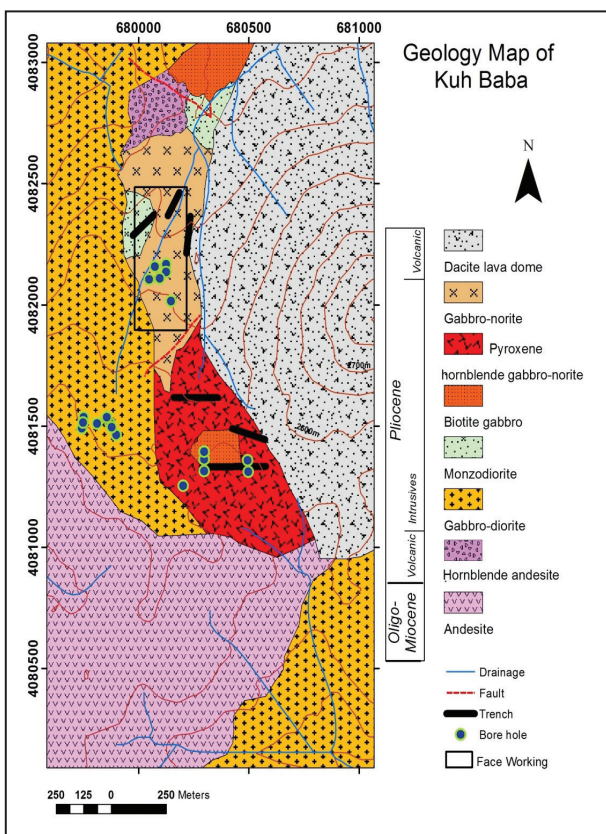 680000 680500 681000
4083000
4082500
4082000
4081500
4081000
4080500
2700m
2600m
Geology Map of
Kuh Baba
N
Volcanic
Pliocene
Intrusives
Volcanic
Oligo-
Miocene
Dacite lava dome
Gabbro-norite
Pyroxene
hornblende gabbro-norite
Biotite gabbro
Monzodiorite
Gabbro-diorite
Hornblende andesite
Andesite
Drainage
Fault
Trench
Bore hole
Face Working
250 125 0 250 Meters